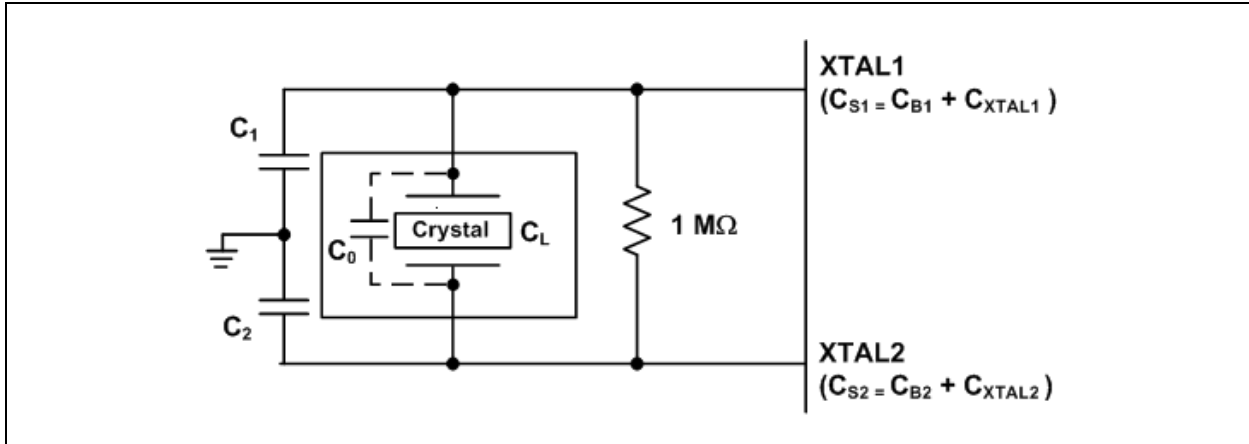 XTAL1
(CS1 = CB1 + CXTAL1 )
C1
Crystal
CL
C0
1 MΩ
C2
XTAL2
(CS2 = CB2 + CXTAL2 )